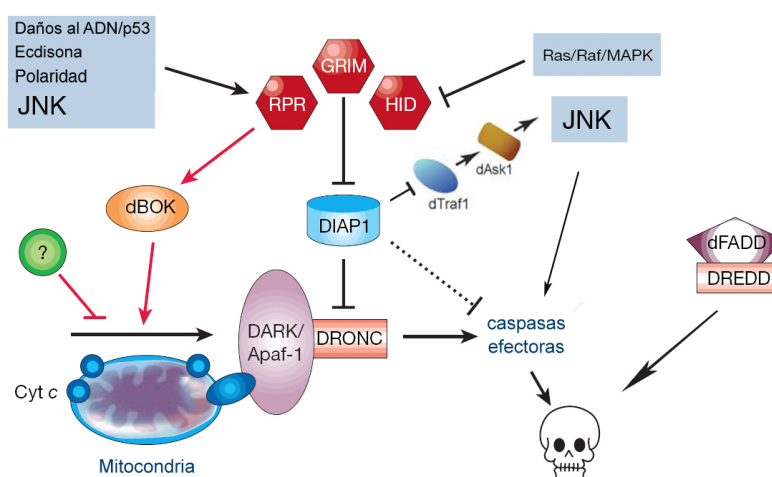 Daños al ADN/p53
Ecdisona
Polaridad
JNK
GRIM
RPR
HID
Ras/Raf/MAPK
JNK
dAsk1
dTraf1
dBOK
DIAP1
?
dFADD
DREDD
DARK/
Apaf-1
DRONC
caspasas
efectoras
Cyt c
Mitocondria